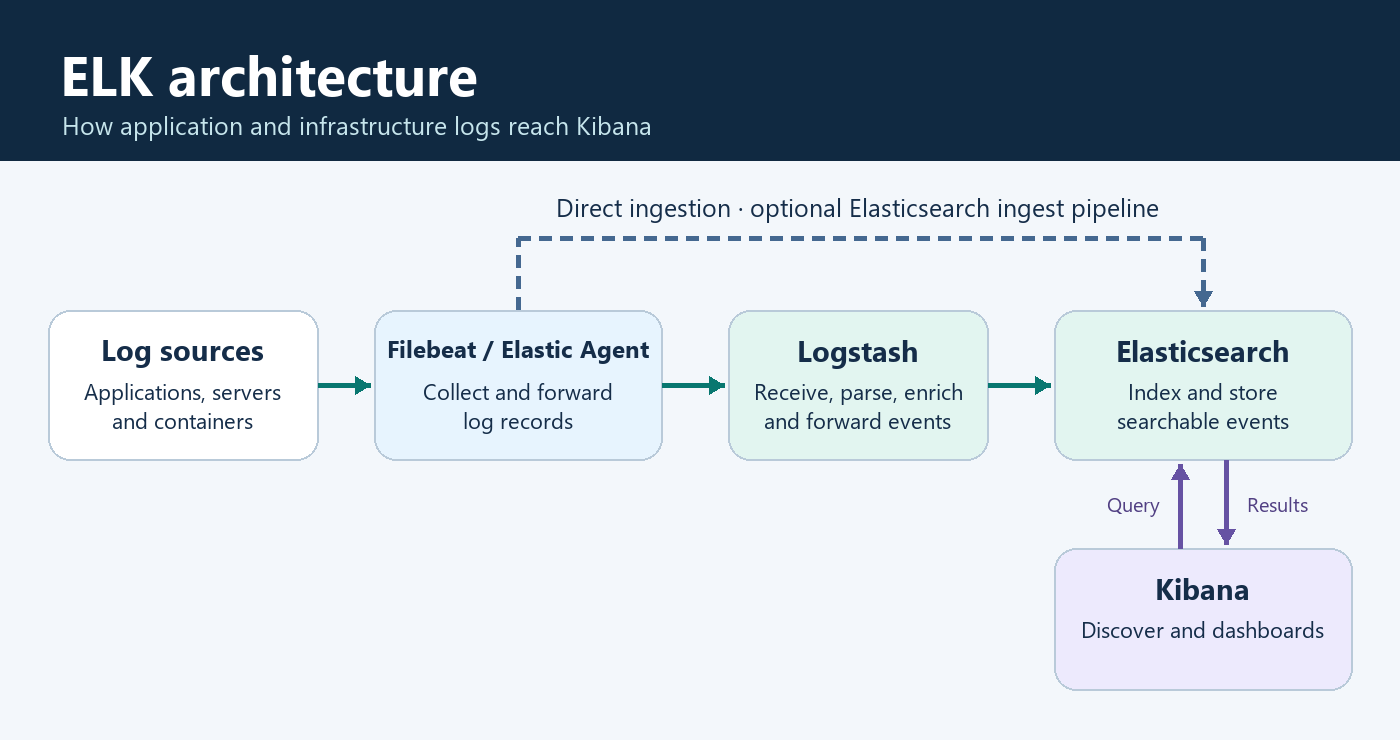 ELK architecture
How application and infrastructure logs reach Kibana
Direct ingestion · optional Elasticsearch ingest pipeline
Log sources
Applications, servers
and containers
Filebeat / Elastic Agent
Collect and forward
log records
Logstash
Receive, parse, enrich
and forward events
Elasticsearch
Index and store
searchable events
Query
Results
Kibana
Discover and dashboards